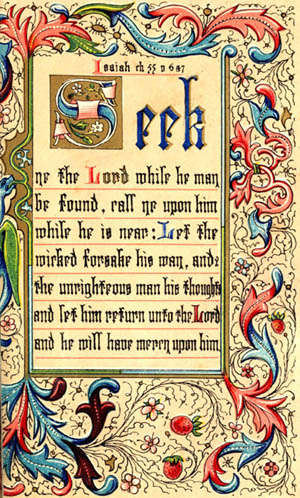 Isaiah ch 55 v 6 & 7
Seek
ye the Lord while he may
be found, call ye upon him
while he is near: Let the
wicked forsake his way, and
the unrighteous man his thoughts
and let him return unto the Lord
and he will have mercy upon him